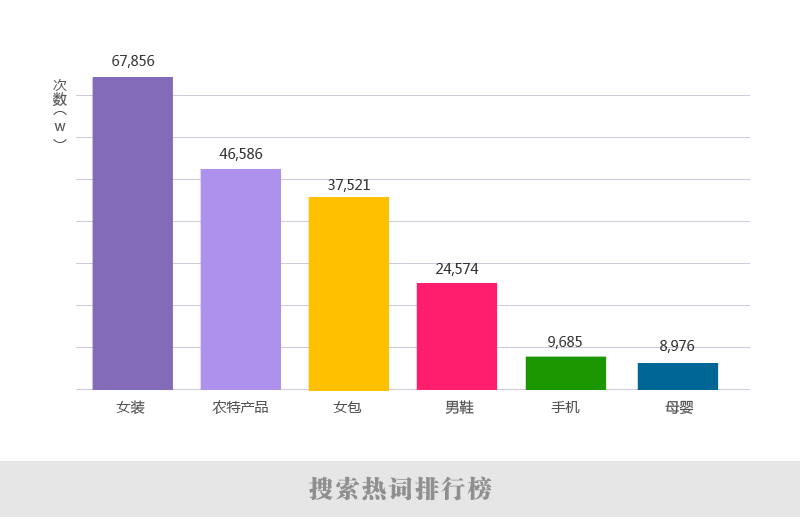 67,856
46,586
37,521
24,574
9,685
8,976
次数（w）
女装
农特产品
女包
男鞋
手机
母婴
搜索热词排行榜